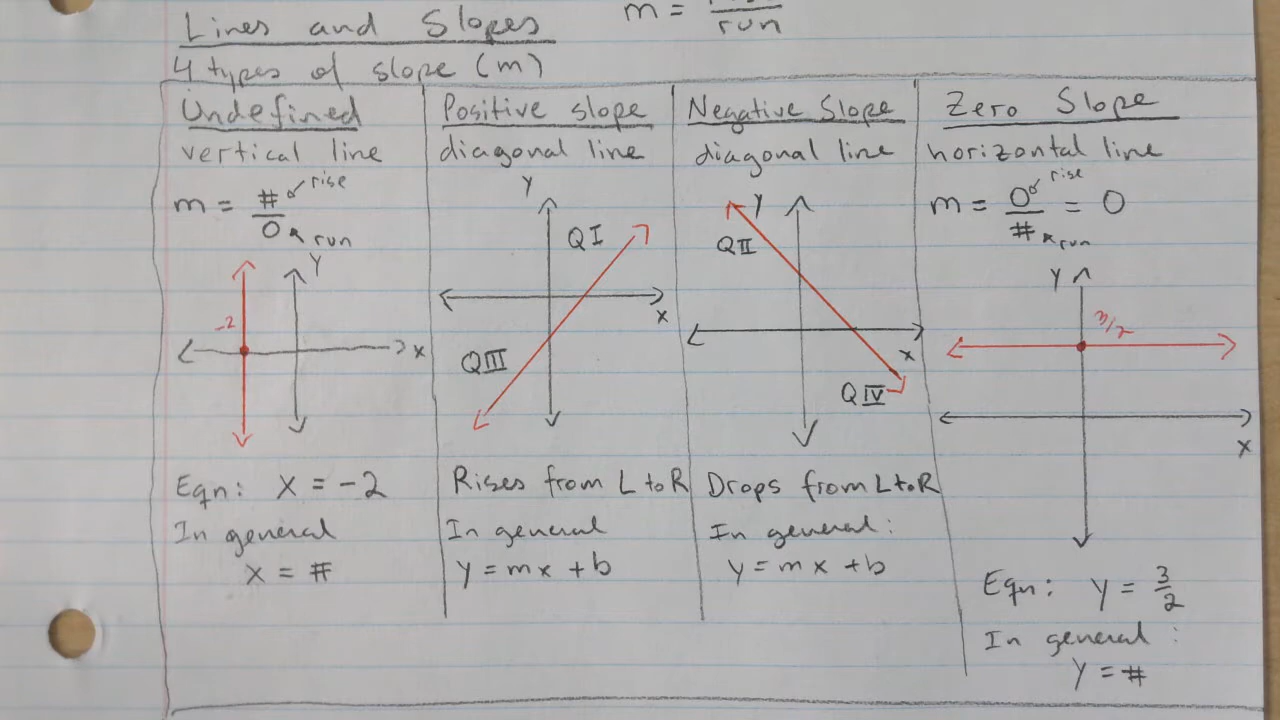 Lines and Slopes
m = rise/run
4 types of slope (m)
Undefined
vertical line
m = #/0
rise
run
Y
-2
x
Eqn: x = -2
In general
x = #
Positive slope
diagonal line
Y
QI
x
QIII
Rises from L to R
In general
y = mx + b
Negative Slope
diagonal line
Y
QII
x
QIV
Drops from L to R
In general:
y = mx + b
Zero Slope
horizontal line
m = 0/# = 0
rise
run
Y
3/2
x
Eqn: y = 3/2
In general:
y = #